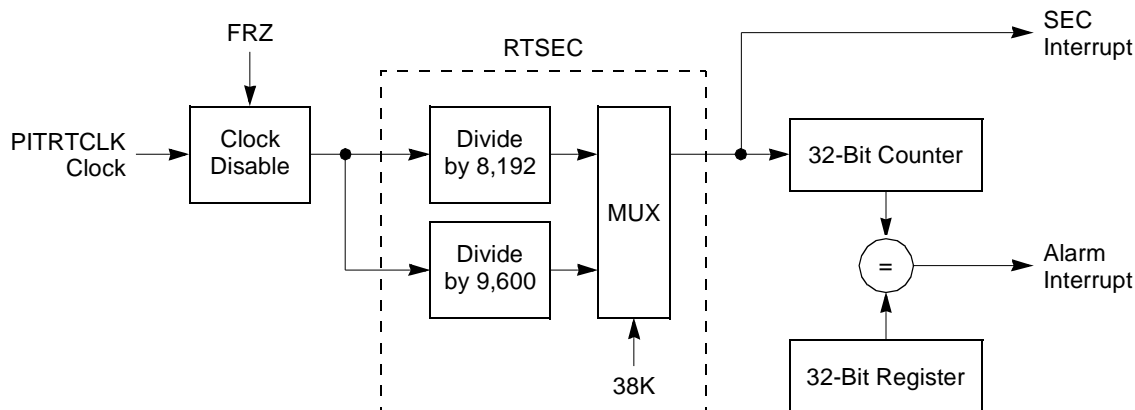 FRZ
SEC
Interrupt
RTSEC
PITRTCLK
Clock
Clock
Disable
Divide
by 8,192
MUX
32-Bit Counter
Divide
by 9,600
=
Alarm
Interrupt
38K
32-Bit Register